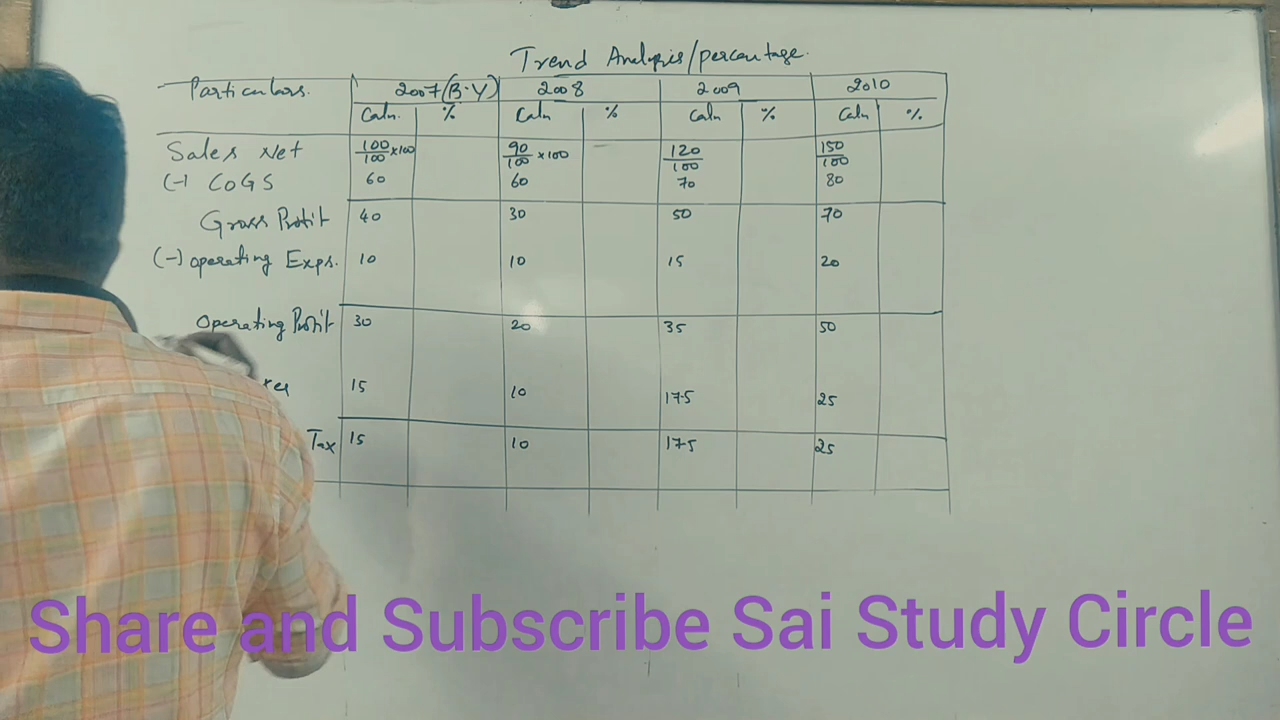 Trend Analysis/percentage.
Particulars. 2007(B.Y) 2008 2009 2010
Caln. % Caln % Caln % Caln %
Sales Net 100/100 ×100 90/100 ×100 120/100 150/100
(-) CoGS 60 60 70 80
Gross Profit 40 30 50 70
(-) operating Exps. 10 10 15 20
Operating Profit 30 20 35 50
15 10 17.5 25
Tax 15 10 17.5 25
Share and Subscribe Sai Study Circle